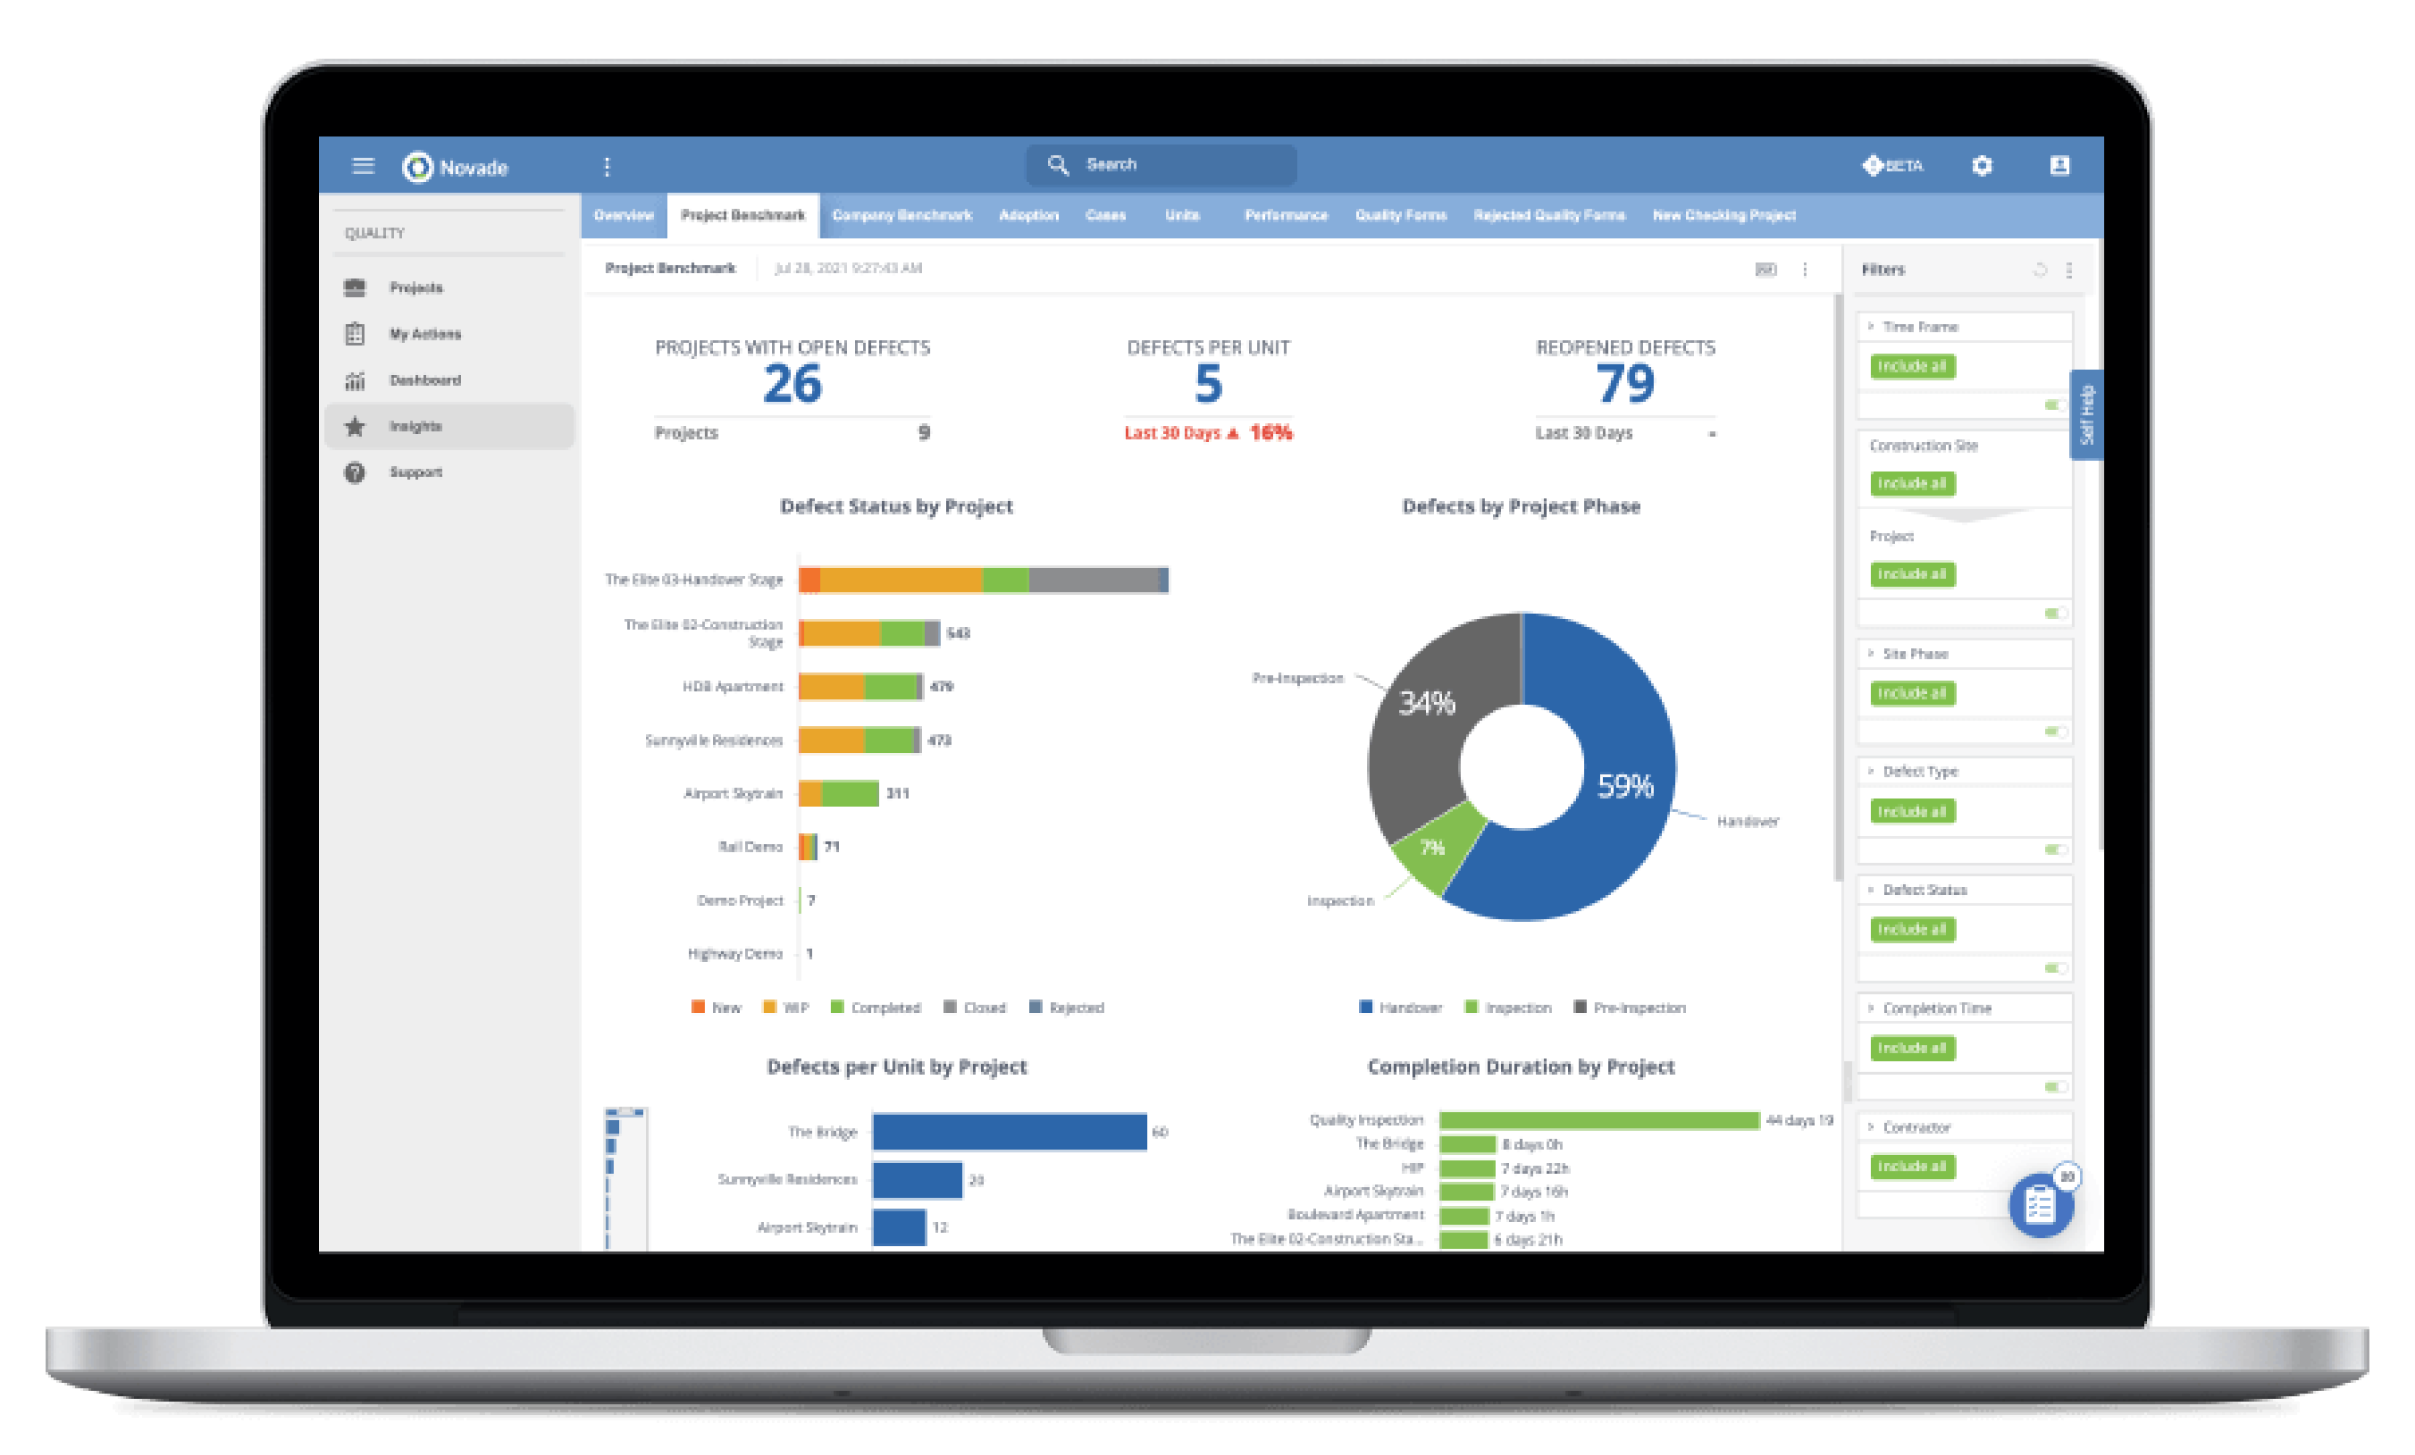 Novade
Search
BETA
QUALITY
Projects
My Actions
Dashboard
Insights
Support
Overview
Project Benchmark
Company Benchmark
Adoption
Cases
Units
Performance
Quality Forms
Rejected Quality Forms
New Checking Project
Project Benchmark
Jul 28, 2021 9:27:43 AM
PROJECTS WITH OPEN DEFECTS
26
Projects 9
DEFECTS PER UNIT
5
Last 30 Days ▲ 16%
REOPENED DEFECTS
79
Last 30 Days -
Defect Status by Project
The Elite 03-Handover Stage
The Elite 02-Construction
Stage
543
HDB Apartment 479
Sunnyville Residences 473
Airport Skytrain 311
Rail Demo 71
Demo Project 7
Highway Demo 1
New WIP Completed Closed Rejected
Defects by Project Phase
Pre-Inspection
34%
59%
Handover
7%
Inspection
Handover Inspection Pre-Inspection
Defects per Unit by Project
The Bridge 60
Sunnyville Residences 20
Airport Skytrain 12
Completion Duration by Project
Quality Inspection 44 days 19
The Bridge 8 days 0h
HIP 7 days 22h
Airport Skytrain 7 days 16h
Boulevard Apartment 7 days 1h
The Elite 02-Construction Sta... 6 days 21h
Filters
Time Frame
Include all
Self Help
Construction Site
Include all
Project
Include all
Site Phase
Include all
Defect Type
Include all
Defect Status
Include all
Completion Time
Include all
Contractor
Include all